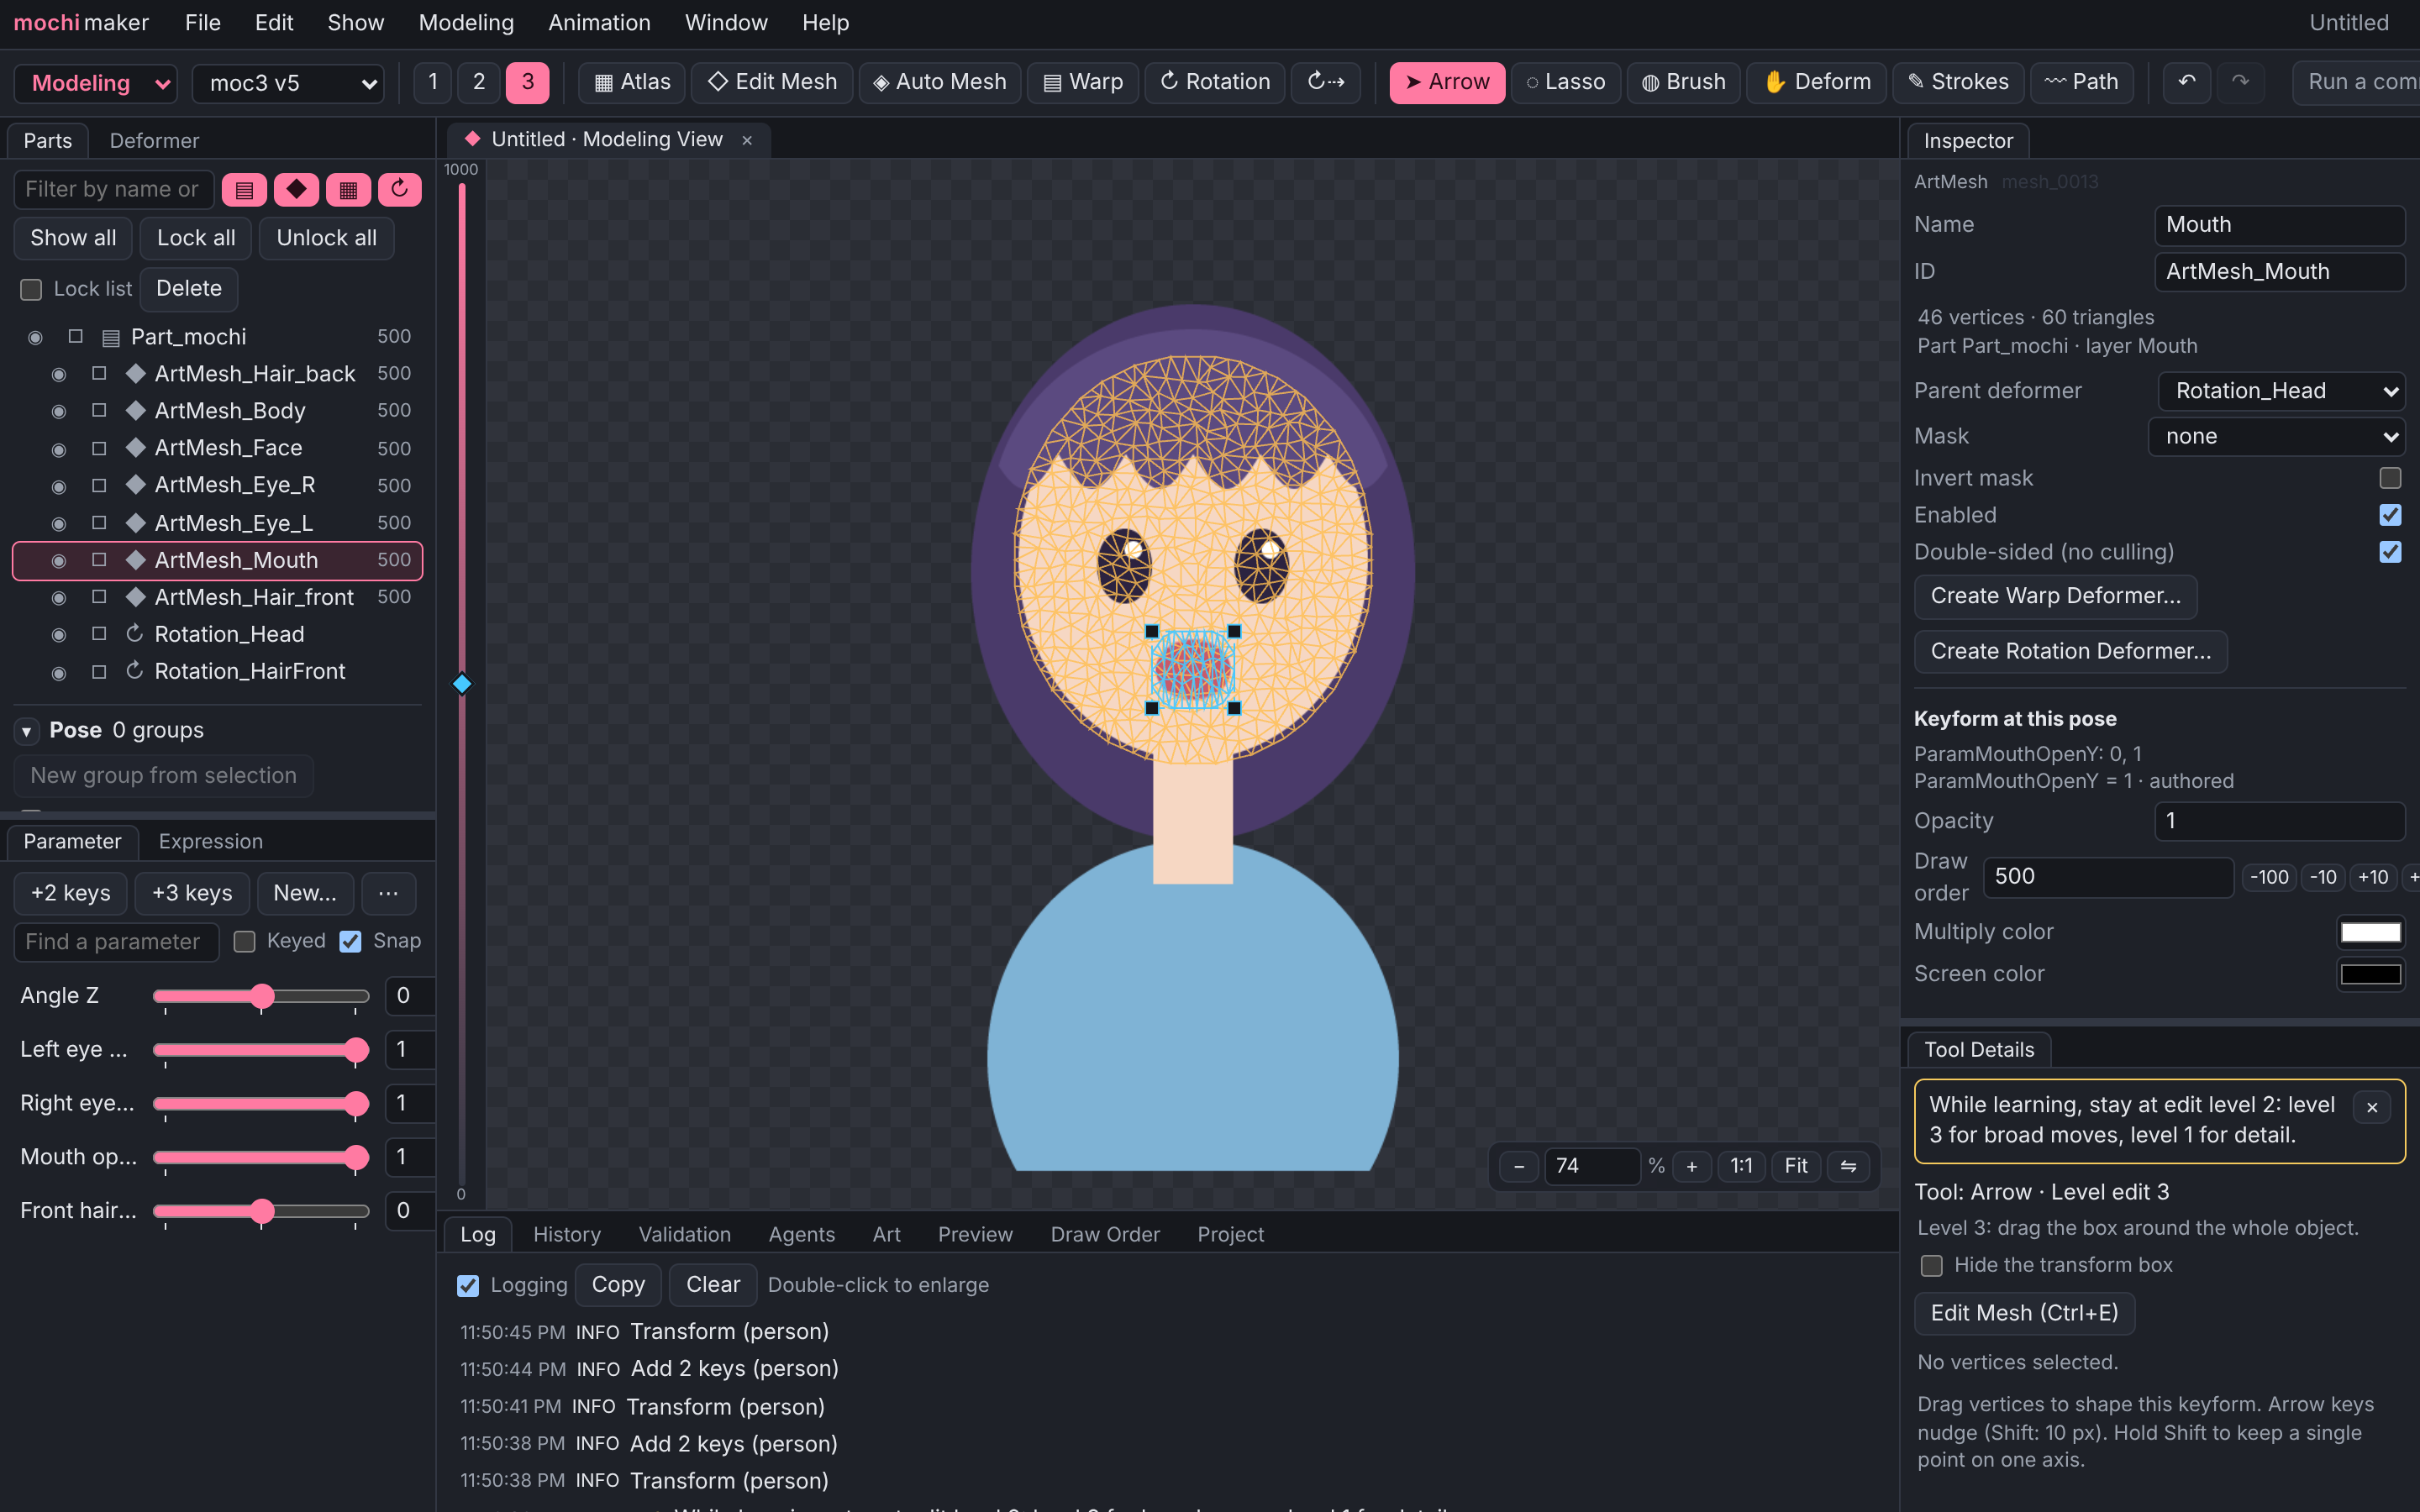 mochimaker File Edit Show Modeling Animation Window Help Untitled
Modeling moc3 v5 1 2 3 Atlas Edit Mesh Auto Mesh Warp Rotation Arrow Lasso Brush Deform Strokes Path Run a com
Parts Deformer
Filter by name or
Show all Lock all Unlock all
Lock list Delete
Part_mochi 500
ArtMesh_Hair_back 500
ArtMesh_Body 500
ArtMesh_Face 500
ArtMesh_Eye_R 500
ArtMesh_Eye_L 500
ArtMesh_Mouth 500
ArtMesh_Hair_front 500
Rotation_Head
Rotation_HairFront
Pose 0 groups
New group from selection
Parameter Expression
+2 keys +3 keys New... ...
Find a parameter Keyed Snap
Angle Z 0
Left eye ... 1
Right eye... 1
Mouth op... 1
Front hair... 0
Untitled · Modeling View ×
1000
0
− 74 % + 1:1 Fit
Log History Validation Agents Art Preview Draw Order Project
Logging Copy Clear Double-click to enlarge
11:50:45 PM INFO Transform (person)
11:50:44 PM INFO Add 2 keys (person)
11:50:41 PM INFO Transform (person)
11:50:38 PM INFO Add 2 keys (person)
11:50:38 PM INFO Transform (person)
Inspector
ArtMesh mesh_0013
Name Mouth
ID ArtMesh_Mouth
46 vertices · 60 triangles
Part Part_mochi · layer Mouth
Parent deformer Rotation_Head
Mask none
Invert mask
Enabled
Double-sided (no culling)
Create Warp Deformer...
Create Rotation Deformer...
Keyform at this pose
ParamMouthOpenY: 0, 1
ParamMouthOpenY = 1 · authored
Opacity 1
Draw order 500 -100 -10 +10 +
Multiply color
Screen color
Tool Details
While learning, stay at edit level 2: level
3 for broad moves, level 1 for detail.
×
Tool: Arrow · Level edit 3
Level 3: drag the box around the whole object.
Hide the transform box
Edit Mesh (Ctrl+E)
No vertices selected.
Drag vertices to shape this keyform. Arrow keys
nudge (Shift: 10 px). Hold Shift to keep a single
point on one axis.